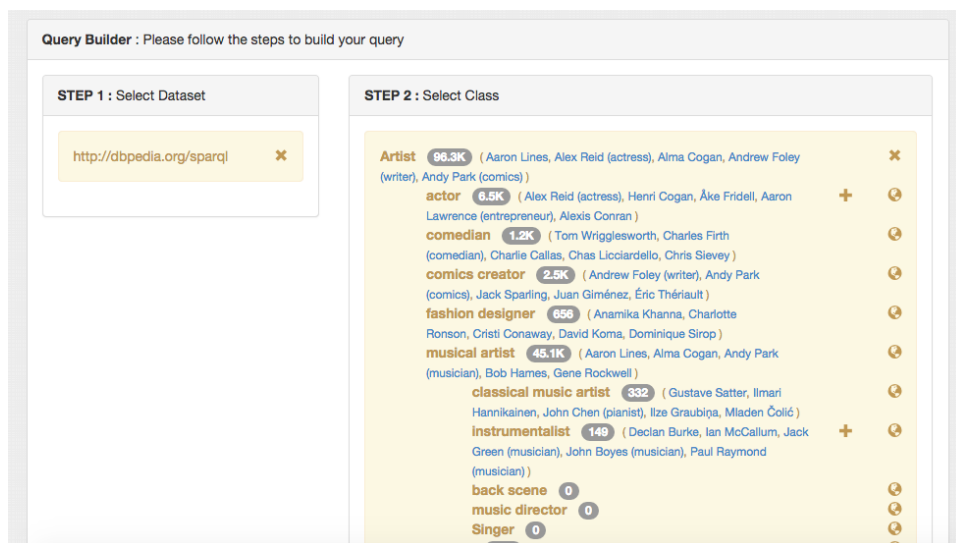 Query Builder : Please follow the steps to build your query
STEP 1 : Select Dataset
http://dbpedia.org/sparql
STEP 2 : Select Class
Artist 96.3K ( Aaron Lines, Alex Reid (actress), Alma Cogan, Andrew Foley
(writer), Andy Park (comics) )
actor 6.5K ( Alex Reid (actress), Henri Cogan, Åke Fridell, Aaron
Lawrence (entrepreneur), Alexis Conran )
comedian 1.2K ( Tom Wrigglesworth, Charles Firth
(comedian), Charlie Callas, Chas Licciardello, Chris Sievey )
comics creator 2.5K ( Andrew Foley (writer), Andy Park
(comics), Jack Sparling, Juan Giménez, Éric Thériault )
fashion designer 656 ( Anamika Khanna, Charlotte
Ronson, Cristi Conaway, David Koma, Dominique Sirop )
musical artist 45.1K ( Aaron Lines, Alma Cogan, Andy Park
(musician), Bob Hames, Gene Rockwell )
classical music artist 332 ( Gustave Satter, Ilmari
Hannikainen, John Chen (pianist), Ilze Graubiņa, Mladen Čolić )
instrumentalist 149 ( Declan Burke, Ian McCallum, Jack
Green (musician), John Boyes (musician), Paul Raymond
(musician) )
back scene 0
music director 0
Singer 0